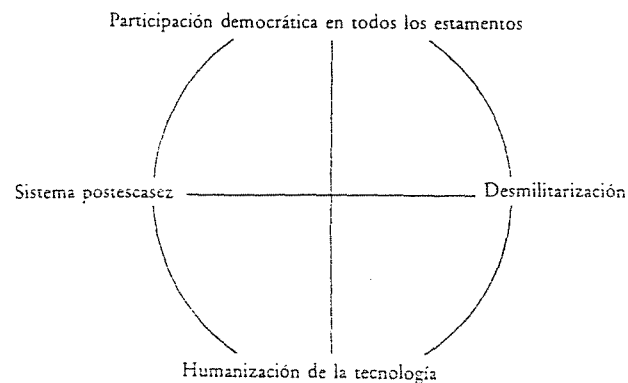 Participación democrática en todos los estamentos
Sistema postescasez
Desmilitarización
Humanización de la tecnología